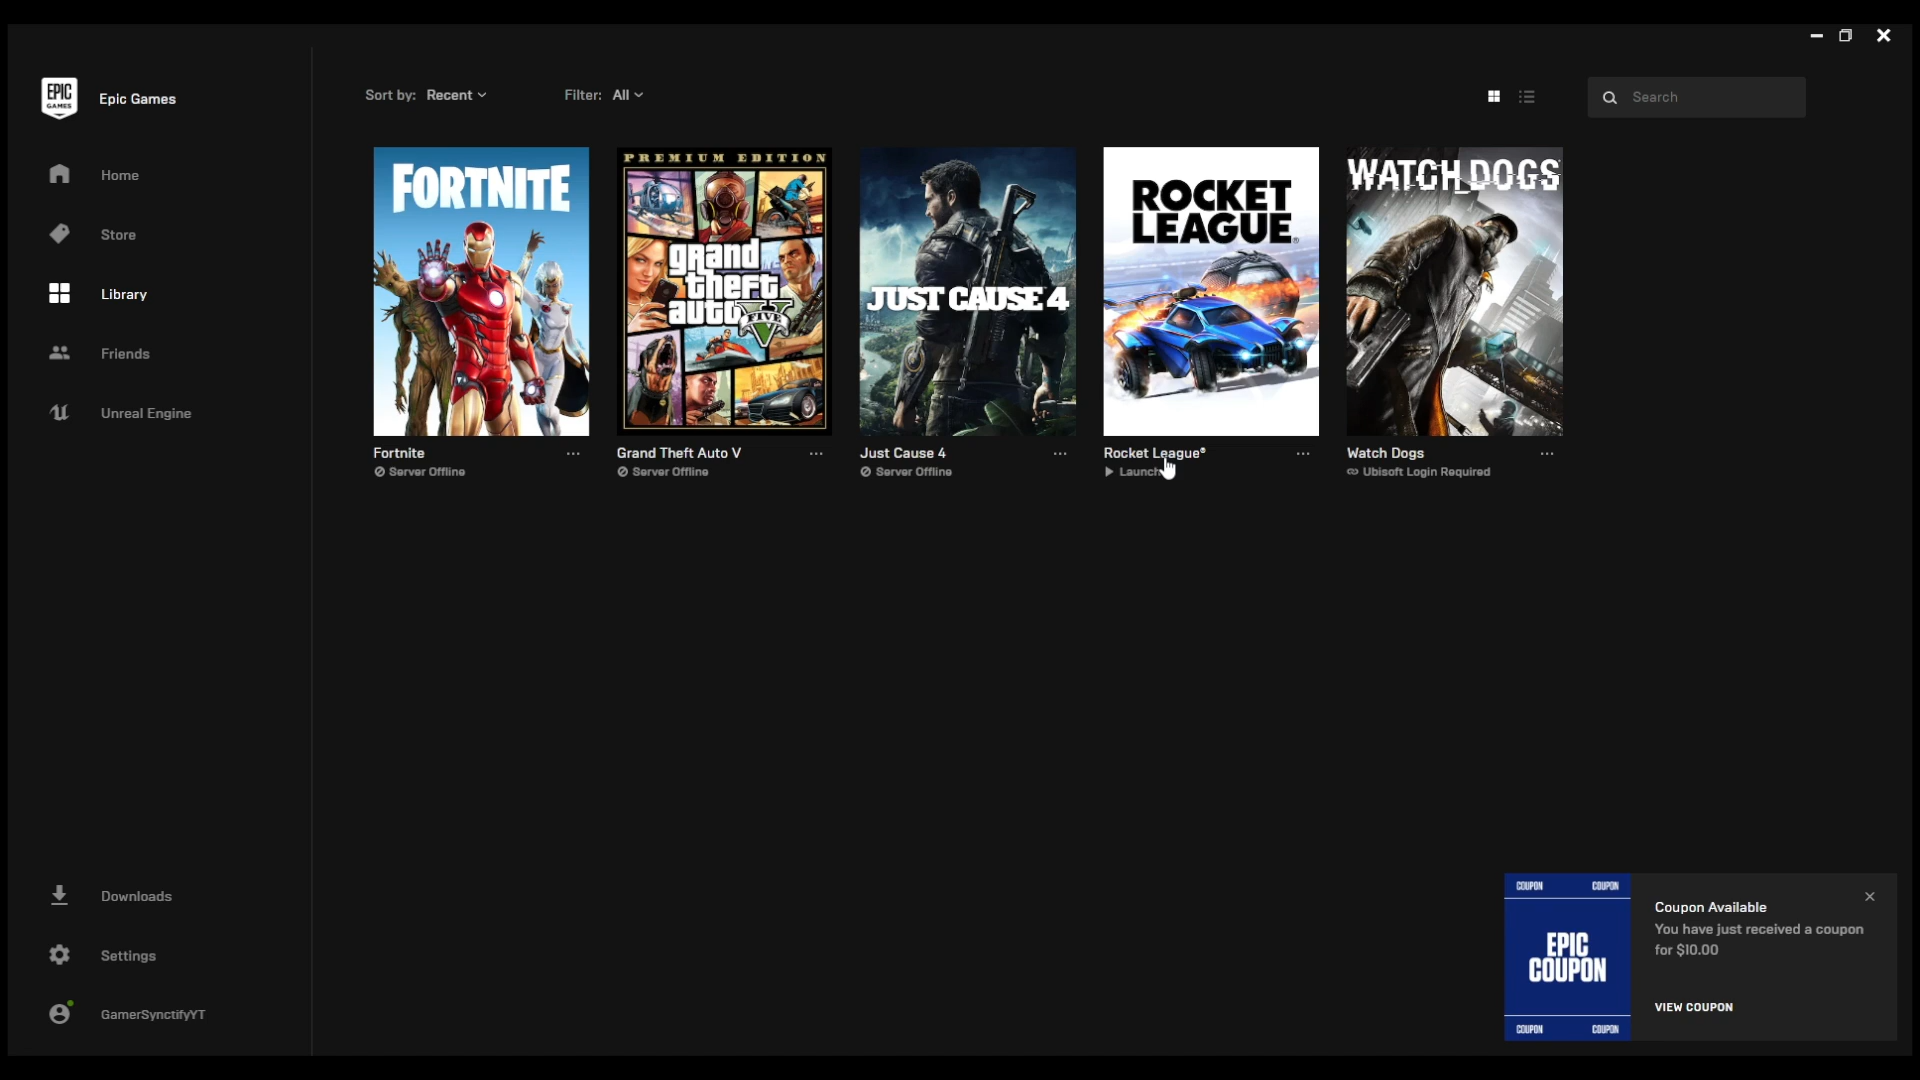 EPIC
GAMES
Epic Games
Home
Store
Library
Friends
Unreal Engine
Downloads
Settings
GamerSynctifyYT
Sort by: Recent
Filter: All
Search
FORTNITE
Fortnite
Server Offline
PREMIUM EDITION
grand
theft
auto
V
FIVE
Grand Theft Auto V
Server Offline
JUST CAUSE 4
Just Cause 4
Server Offline
ROCKET
LEAGUE®
Rocket League®
Launch
WATCH_DOGS
Watch Dogs
Ubisoft Login Required
COUPON COUPON
EPIC
COUPON
COUPON COUPON
Coupon Available
You have just received a coupon
for $10.00
VIEW COUPON